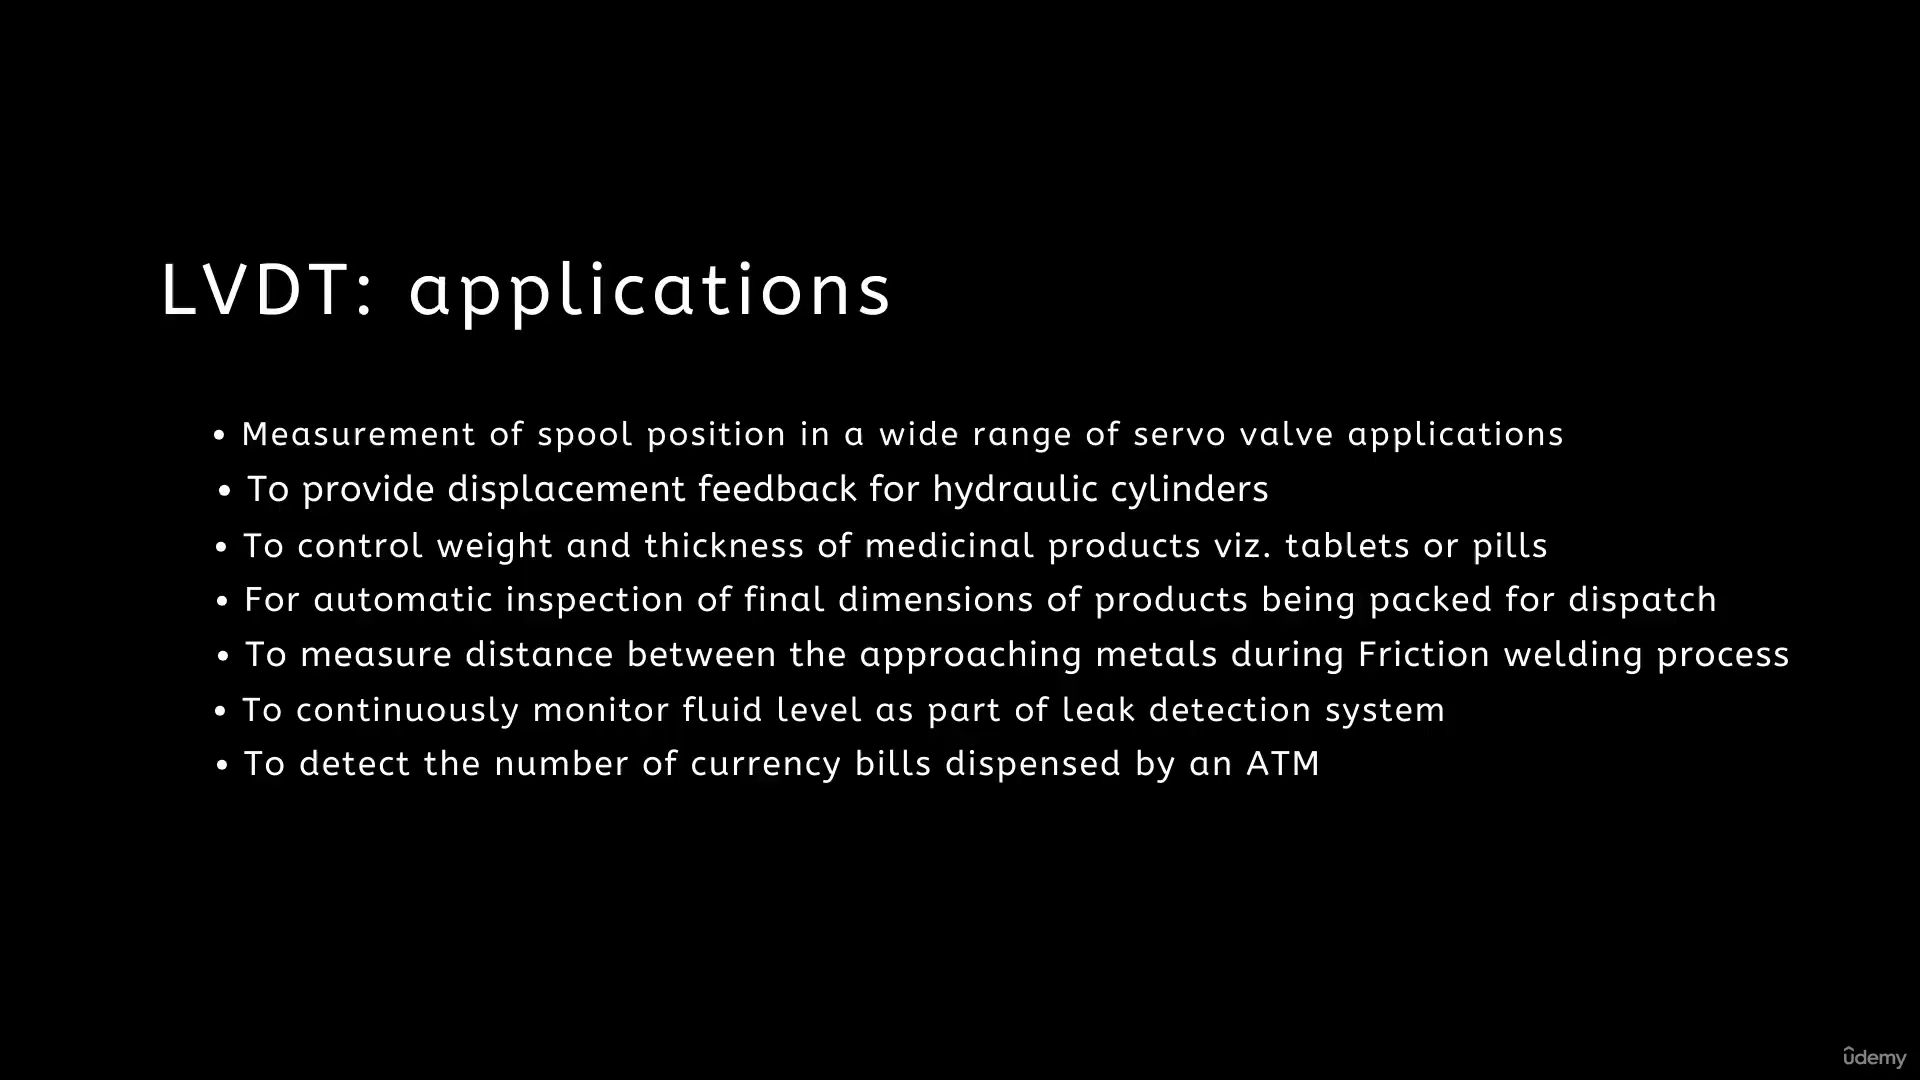 LVDT: applications
• Measurement of spool position in a wide range of servo valve applications
• To provide displacement feedback for hydraulic cylinders
• To control weight and thickness of medicinal products viz. tablets or pills
• For automatic inspection of final dimensions of products being packed for dispatch
• To measure distance between the approaching metals during Friction welding process
• To continuously monitor fluid level as part of leak detection system
• To detect the number of currency bills dispensed by an ATM
ûdemy